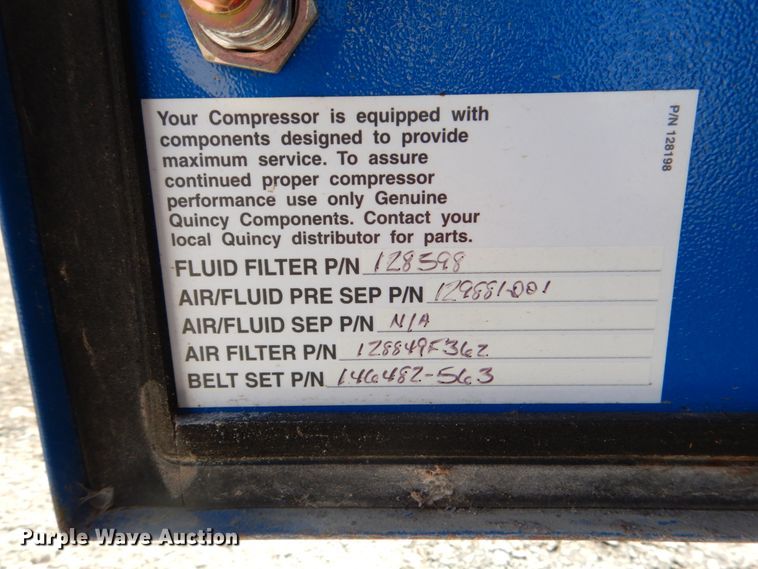 Your Compressor is equipped with
components designed to provide
maximum service. To assure
continued proper compressor
performance use only Genuine
Quincy Components. Contact your
local Quincy distributor for parts.
FLUID FILTER P/N 128598
AIR/FLUID PRE SEP P/N 129881-001
AIR/FLUID SEP P/N N/A
AIR FILTER P/N 128849F362
BELT SET P/N 146482-563
P/N 128198
Purple Wave Auction